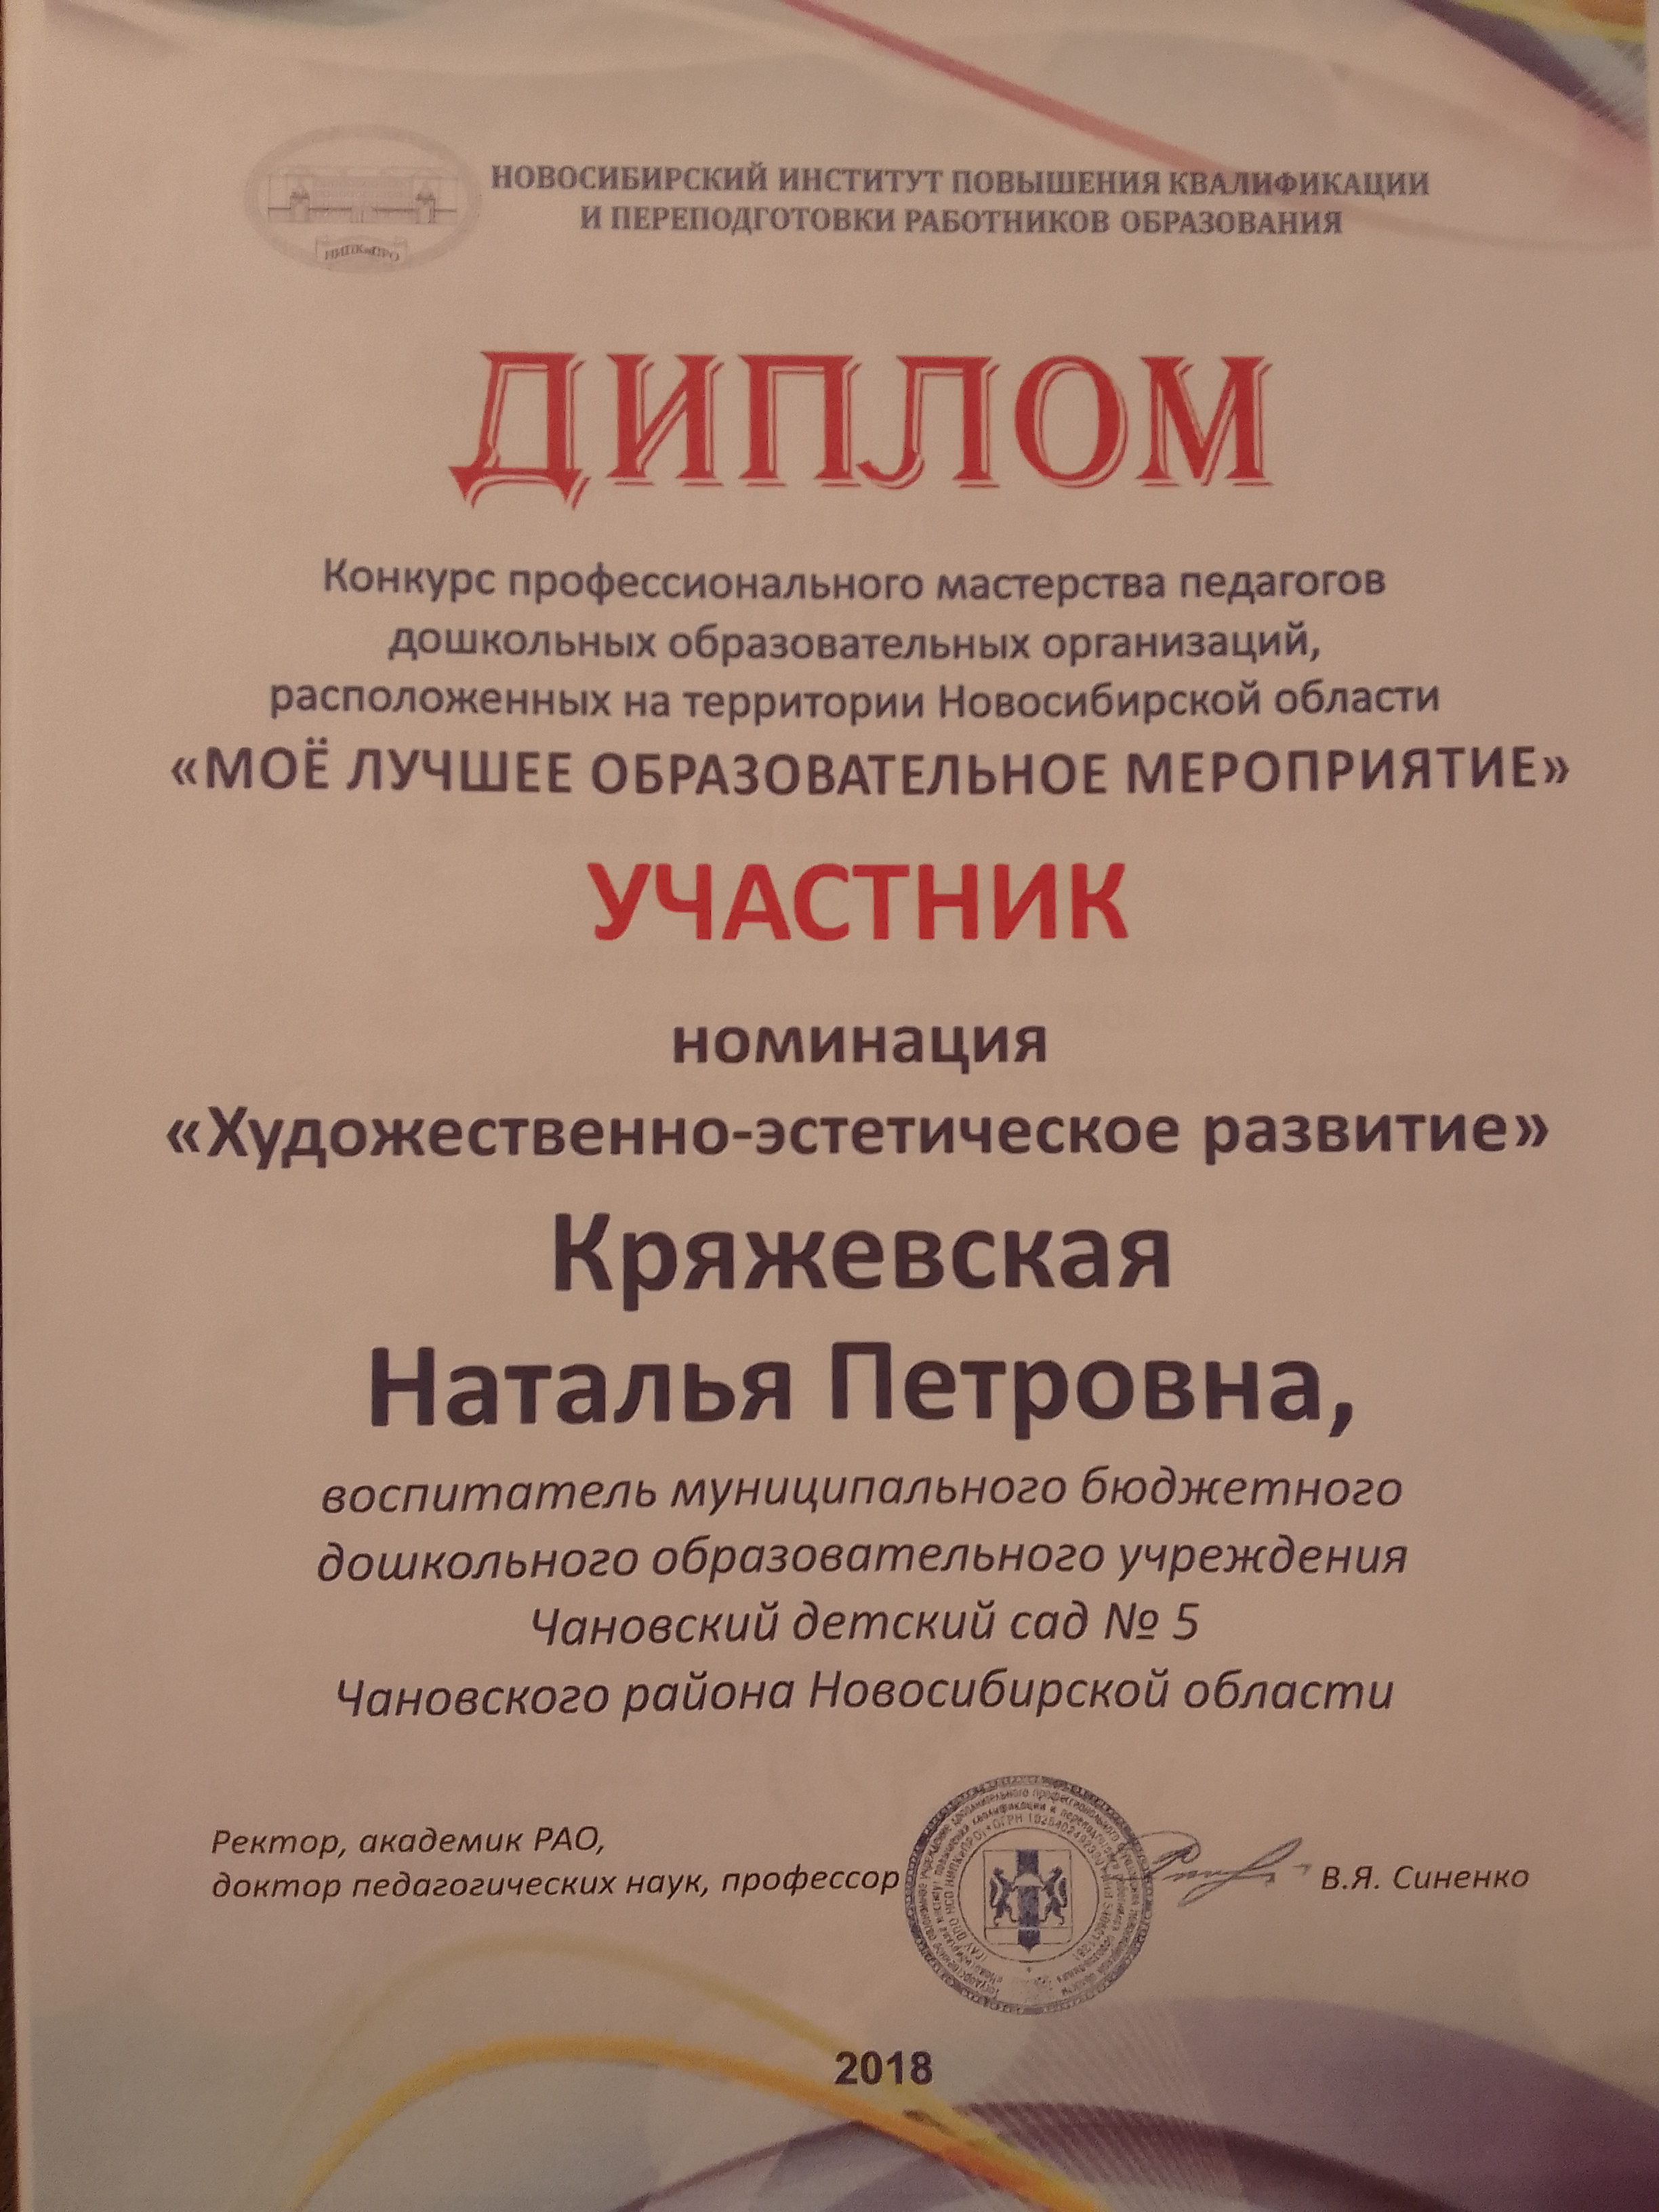 НОВОСИБИРСКИЙ ИНСТИТУТ ПОВЫШЕНИЯ КВАЛИФИКАЦИИ
И ПЕРЕПОДГОТОВКИ РАБОТНИКОВ ОБРАЗОВАНИЯ
НИПКиПРО
ДИПЛОМ
Конкурс профессионального мастерства педагогов
дошкольных образовательных организаций,
расположенных на территории Новосибирской области
«МОЁ ЛУЧШЕЕ ОБРАЗОВАТЕЛЬНОЕ МЕРОПРИЯТИЕ»
УЧАСТНИК
номинация
«Художественно-эстетическое развитие»
Кряжевская
Наталья Петровна,
воспитатель муниципального бюджетного
дошкольного образовательного учреждения
Чановский детский сад № 5
Чановского района Новосибирской области
Ректор, академик РАО,
доктор педагогических наук, профессор
В.Я. Синенко
2018